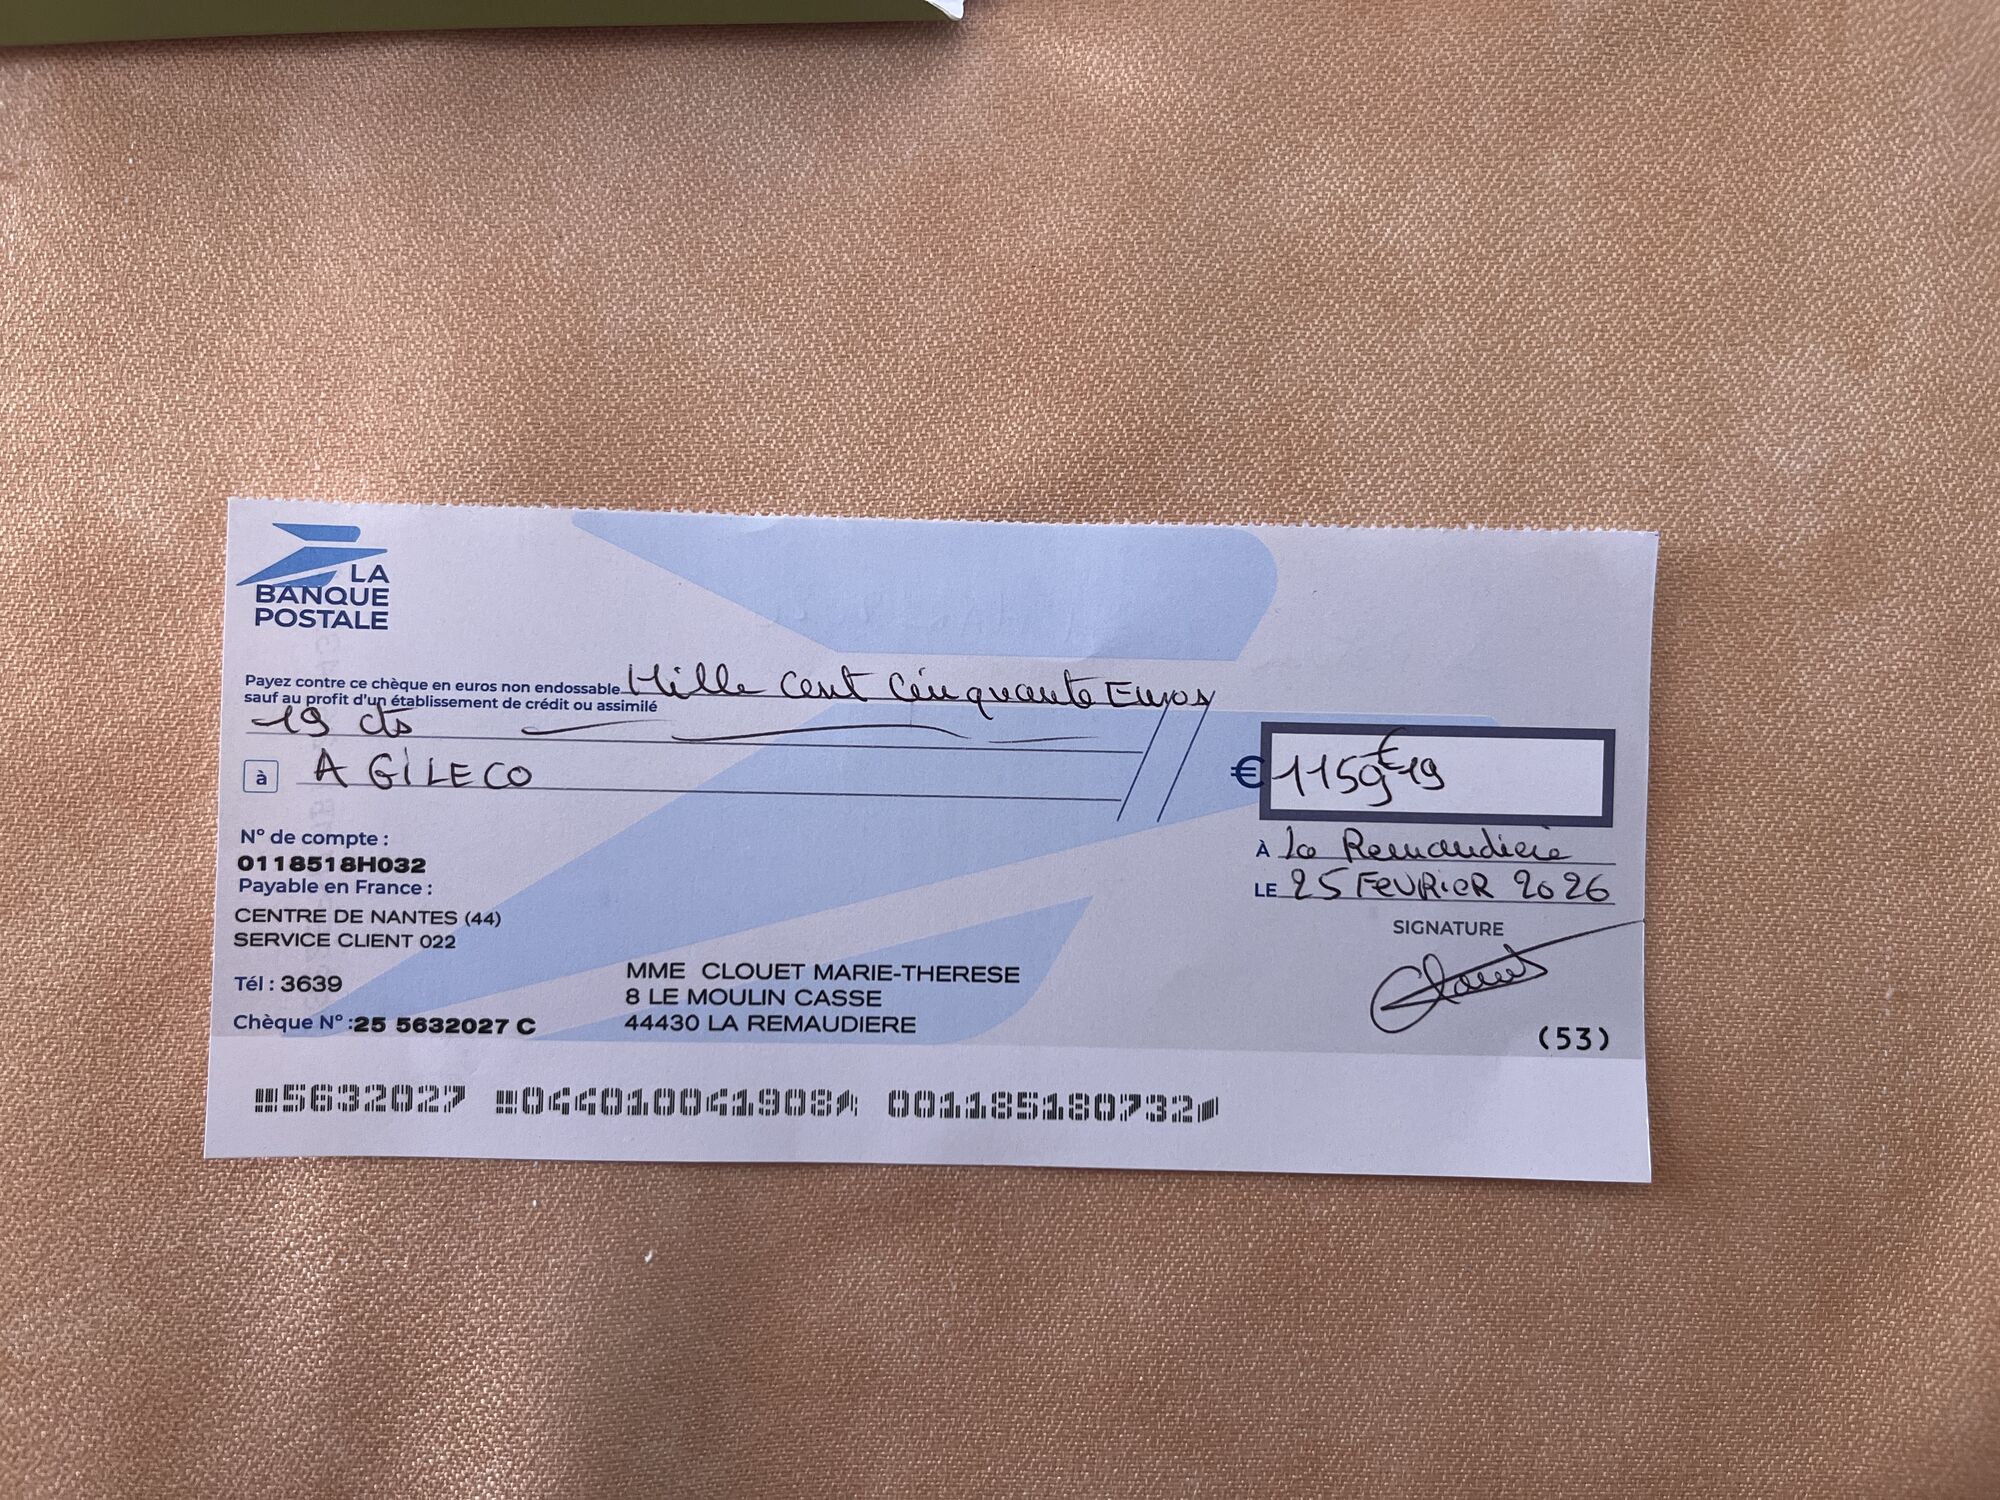 LA
BANQUE
POSTALE
Payez contre ce chèque en euros non endossable Mille cent cinquante Euros
sauf au profit d'un établissement de crédit ou assimilé
19 cts
à A GILECO
€ 1159€19
N° de compte :
0118518H032
Payable en France :
CENTRE DE NANTES (44)
SERVICE CLIENT 022
Tél : 3639
Chèque N° :25 5632027 C
MME CLOUET MARIE-THERESE
8 LE MOULIN CASSE
44430 LA REMAUDIERE
À La Remaudière
LE 25 FEVRIER 2026
SIGNATURE
Clouet
(53)
5632027 044010041908 001185180732